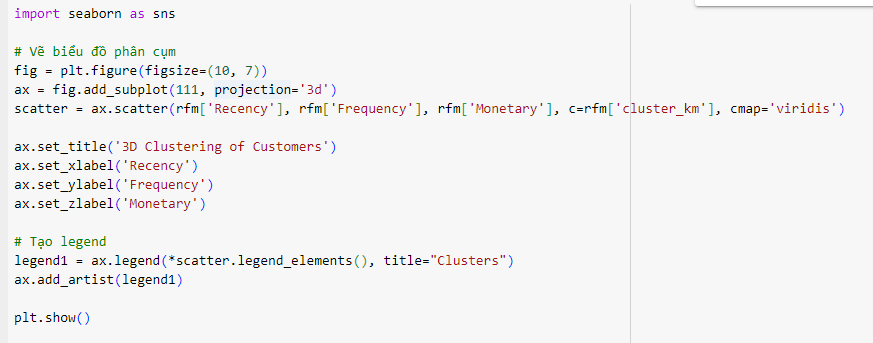 import seaborn as sns
# Vẽ biểu đồ phân cụm
fig = plt.figure(figsize=(10, 7))
ax = fig.add_subplot(111, projection='3d')
scatter = ax.scatter(rfm['Recency'], rfm['Frequency'], rfm['Monetary'], c=rfm['cluster_km'], cmap='viridis')
ax.set_title('3D Clustering of Customers')
ax.set_xlabel('Recency')
ax.set_ylabel('Frequency')
ax.set_zlabel('Monetary')
# Tạo legend
legend1 = ax.legend(*scatter.legend_elements(), title="Clusters")
ax.add_artist(legend1)
plt.show()